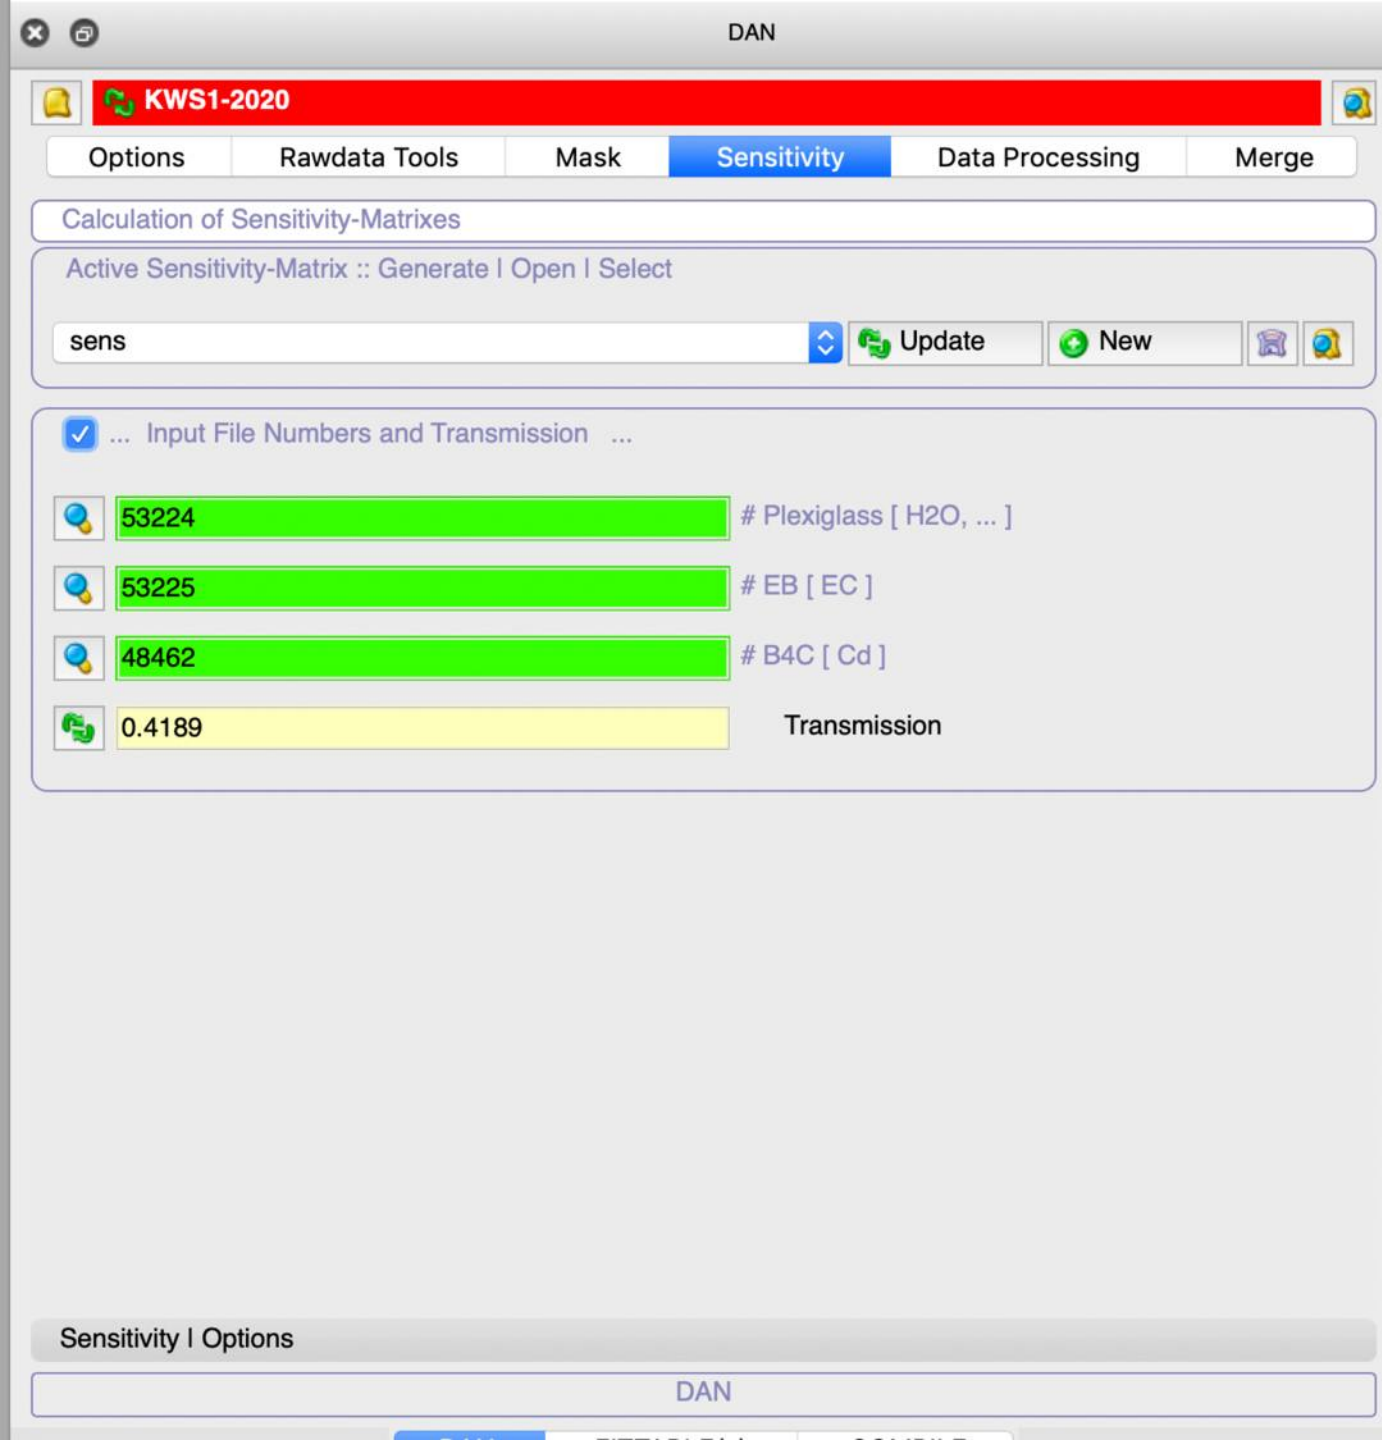 DAN
KWS1-2020
Options Rawdata Tools Mask Sensitivity Data Processing Merge
Calculation of Sensitivity-Matrixes
Active Sensitivity-Matrix :: Generate | Open | Select
sens Update New
... Input File Numbers and Transmission ...
53224 # Plexiglass [ H2O, ... ]
53225 # EB [ EC ]
48462 # B4C [ Cd ]
0.4189 Transmission
Sensitivity | Options
DAN